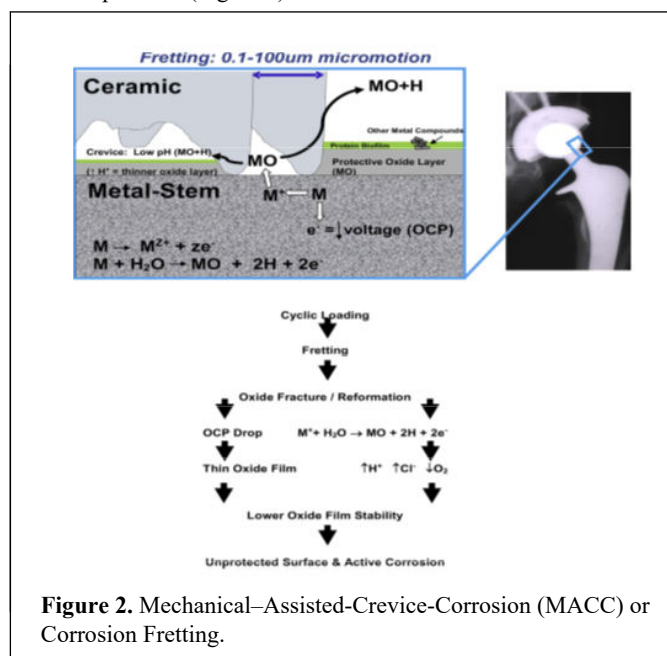 Fretting: 0.1-100um micromotion
Ceramic
MO+H
Other Metal Compounds
Protein Biofilm
Crevice: Low pH (MO+H)
MO
Protective Oxide Layer
(MO)
(↑ H⁺ = thinner oxide layer)
Metal-Stem
M⁺
M
e⁻ = ↓ voltage (OCP)
M → M²⁺ + ze⁻
M + H₂O → MO + 2H + 2e⁻
Cyclic Loading
Fretting
Oxide Fracture / Reformation
OCP Drop
M⁺+ H₂O → MO + 2H + 2e⁻
Thin Oxide Film
↑H⁺ ↑Cl⁻ ↓O₂
Lower Oxide Film Stability
Unprotected Surface & Active Corrosion
Figure 2. Mechanical–Assisted-Crevice-Corrosion (MACC) or
Corrosion Fretting.